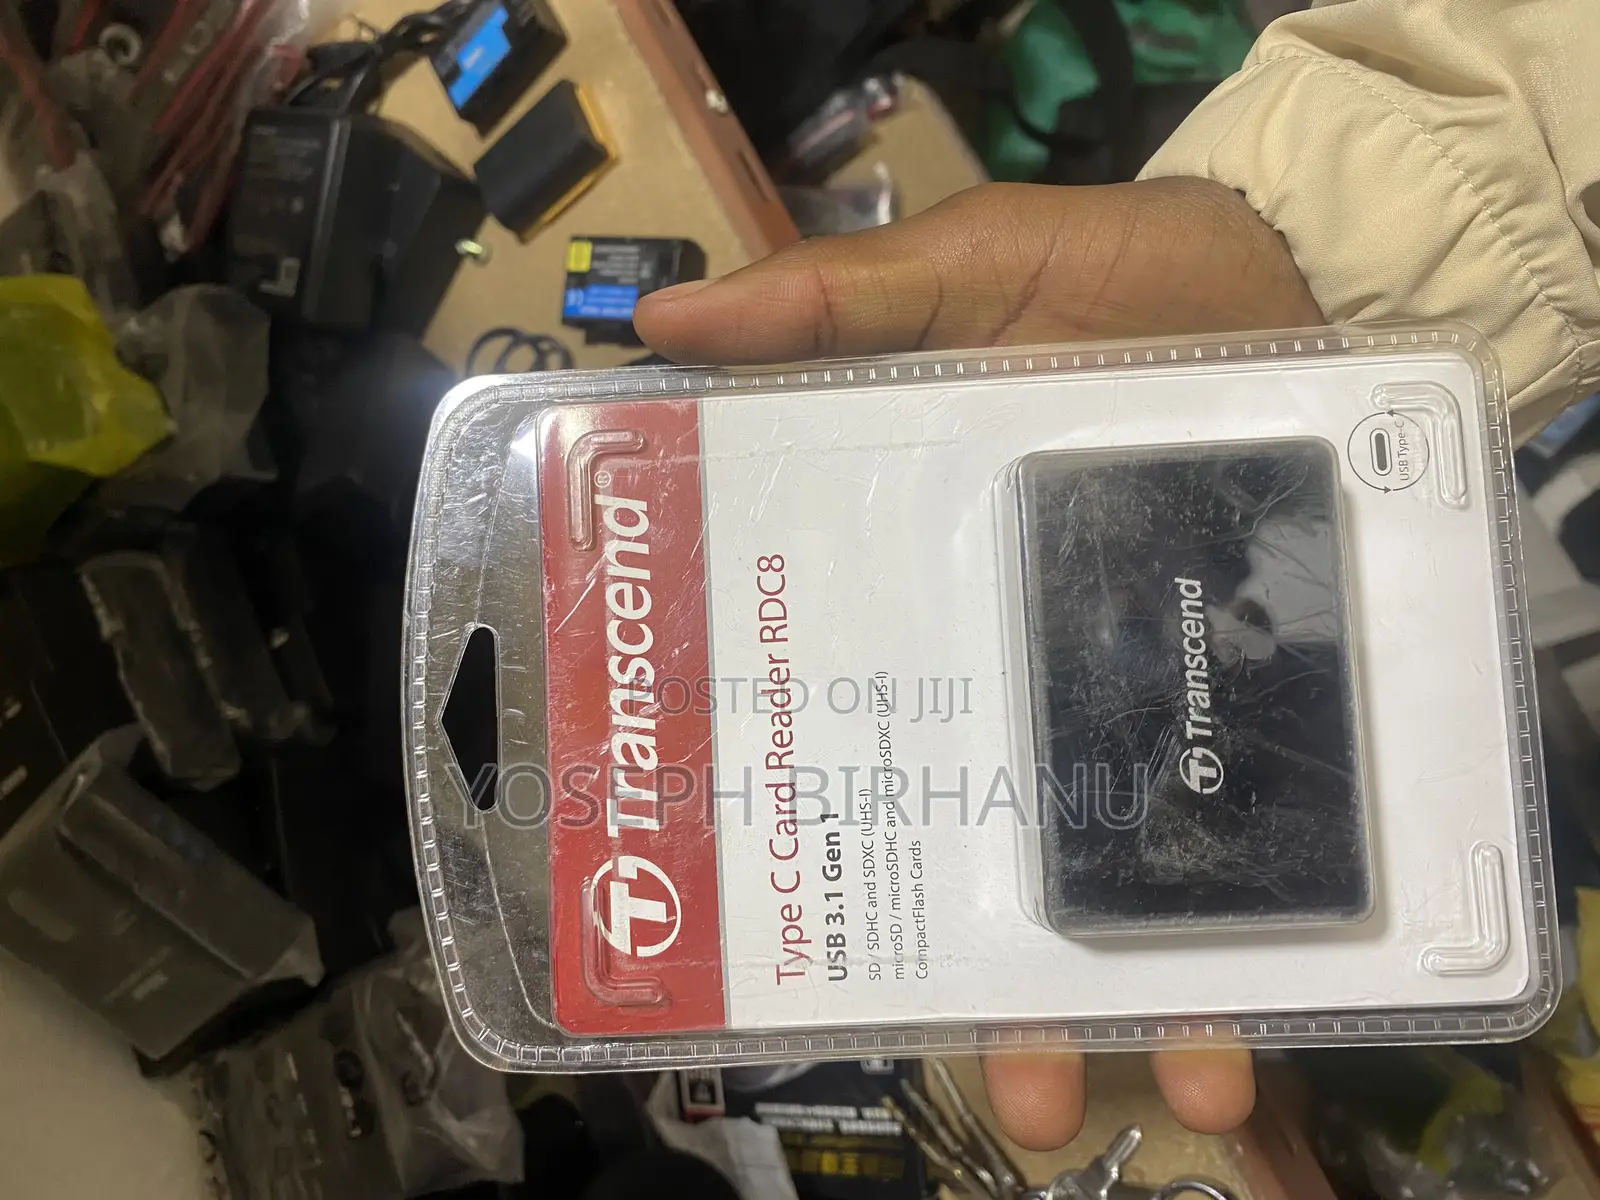 Transcend®
Type C Card Reader RDC8
USB 3.1 Gen 1
SD / SDHC and SDXC (UHS-I)
microSD / microSDHC and microSDXC (UHS-I)
CompactFlash Cards
Transcend
USB Type-C
POSTED ON JIJI
YOSEPH BIRHANU